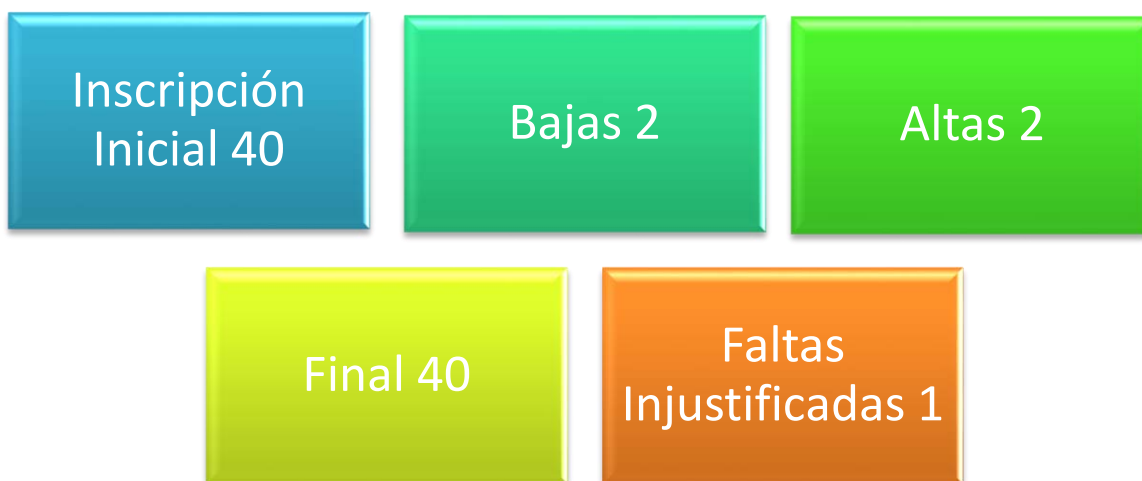 Inscripción
Inicial 40
Bajas 2
Altas 2
Final 40
Faltas
Injustificadas 1